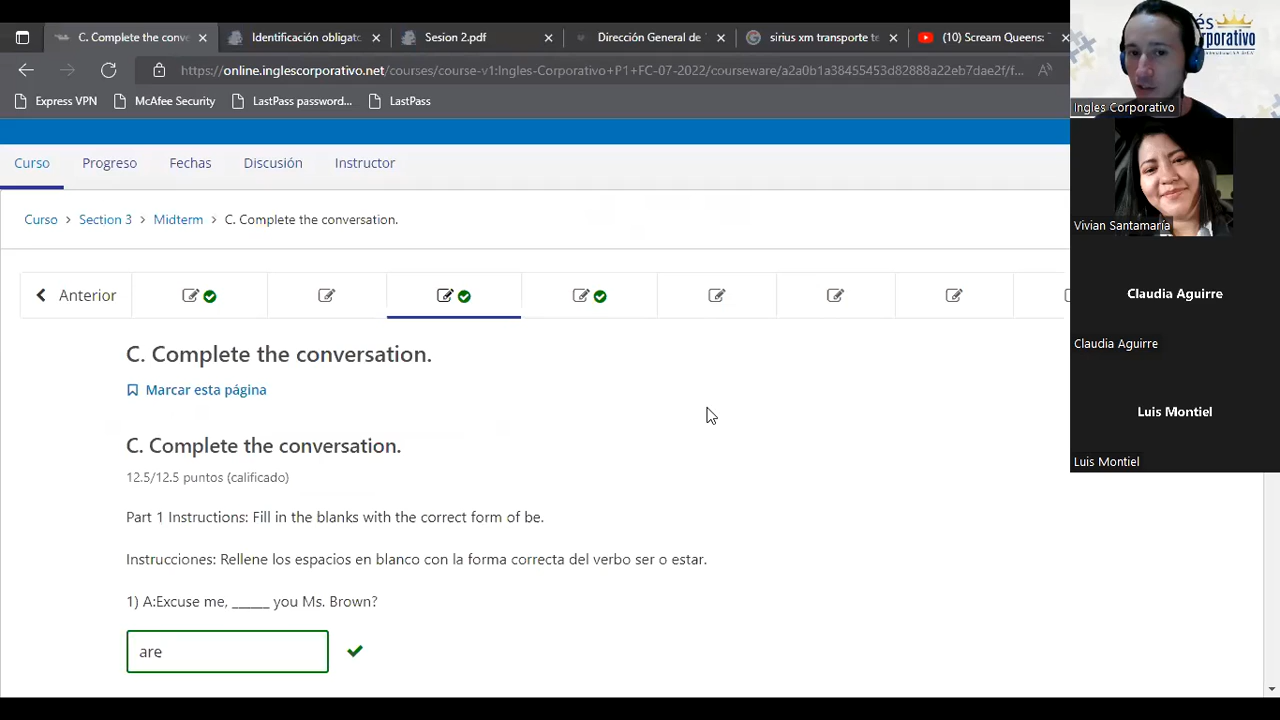 C. Complete the conve
Identificación obligato
Sesion 2.pdf
Dirección General de
sirius xm transporte te
(10) Scream Queens:
https://online.inglescorporativo.net/courses/course-v1:Ingles-Corporativo+P1+FC-07-2022/courseware/a2a0b1a38455453d82888a22eb7dae2f/f...
Express VPN
McAfee Security
LastPass password...
LastPass
Curso
Progreso
Fechas
Discusión
Instructor
Curso > Section 3 > Midterm > C. Complete the conversation.
Anterior
C. Complete the conversation.
Marcar esta página
C. Complete the conversation.
12.5/12.5 puntos (calificado)
Part 1 Instructions: Fill in the blanks with the correct form of be.
Instrucciones: Rellene los espacios en blanco con la forma correcta del verbo ser o estar.
1) A:Excuse me, ______ you Ms. Brown?
are
Ingles Corporativo
Vivian Santamaría
Claudia Aguirre
Claudia Aguirre
Luis Montiel
Luis Montiel